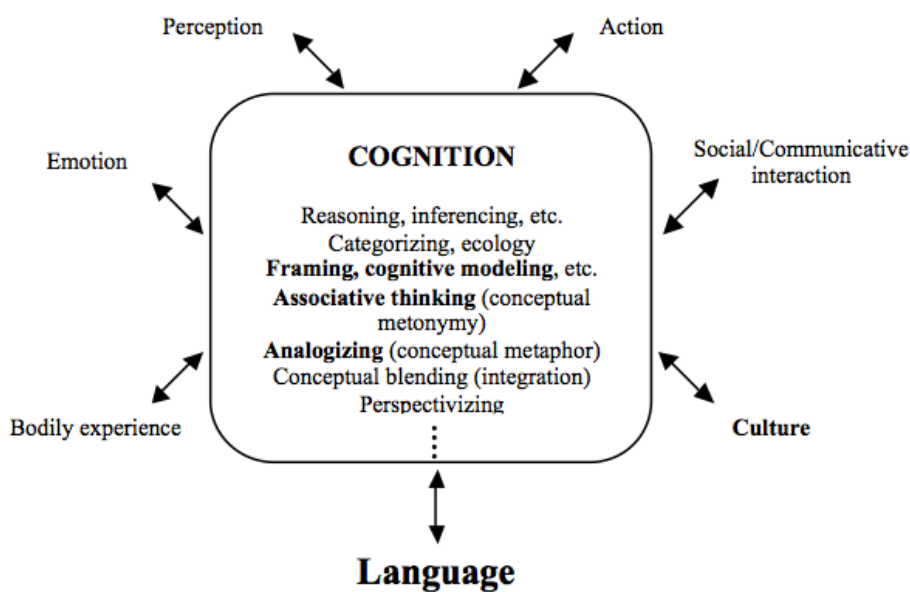 Perception
Action
Emotion
Social/Communicative
interaction
COGNITION
Reasoning, inferencing, etc.
Categorizing, ecology
Framing, cognitive modeling, etc.
Associative thinking (conceptual
metonymy)
Analogizing (conceptual metaphor)
Conceptual blending (integration)
Perspectivizing
Bodily experience
Culture
Language